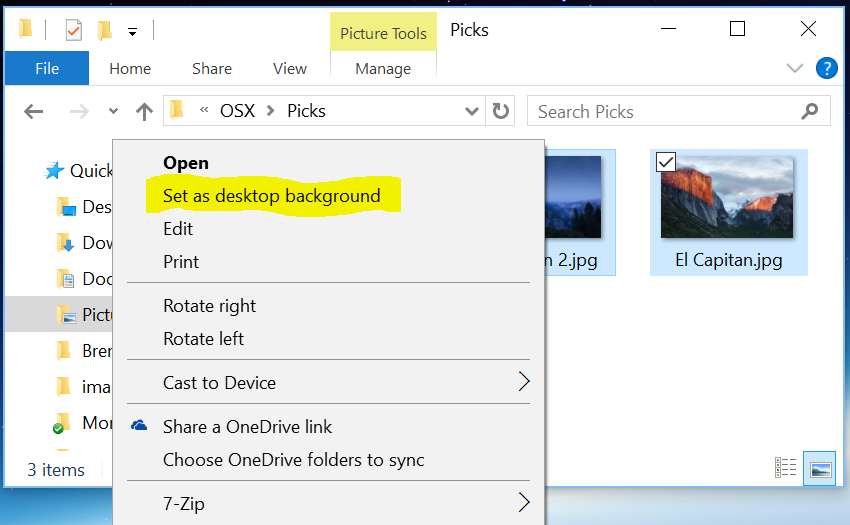 Picture Tools
Picks
File
Home
Share
View
Manage
?
« OSX > Picks
Search Picks
Quick
Des
Dow
Doc
Pictu
Bren
ima
Mor
Open
Set as desktop background
Edit
Print
Rotate right
Rotate left
Cast to Device
Share a OneDrive link
Choose OneDrive folders to sync
7-Zip
n 2.jpg
El Capitan.jpg
3 items